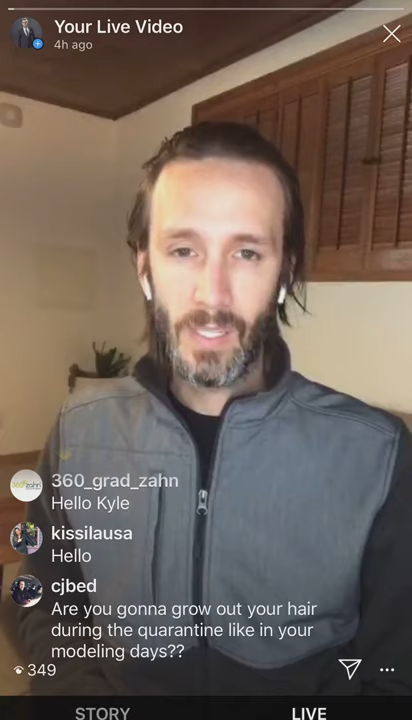 Your Live Video
4h ago
360_grad_zahn
Hello Kyle
kissilausa
Hello
cjbed
Are you gonna grow out your hair
during the quarantine like in your
modeling days??
349
STORY
LIVE